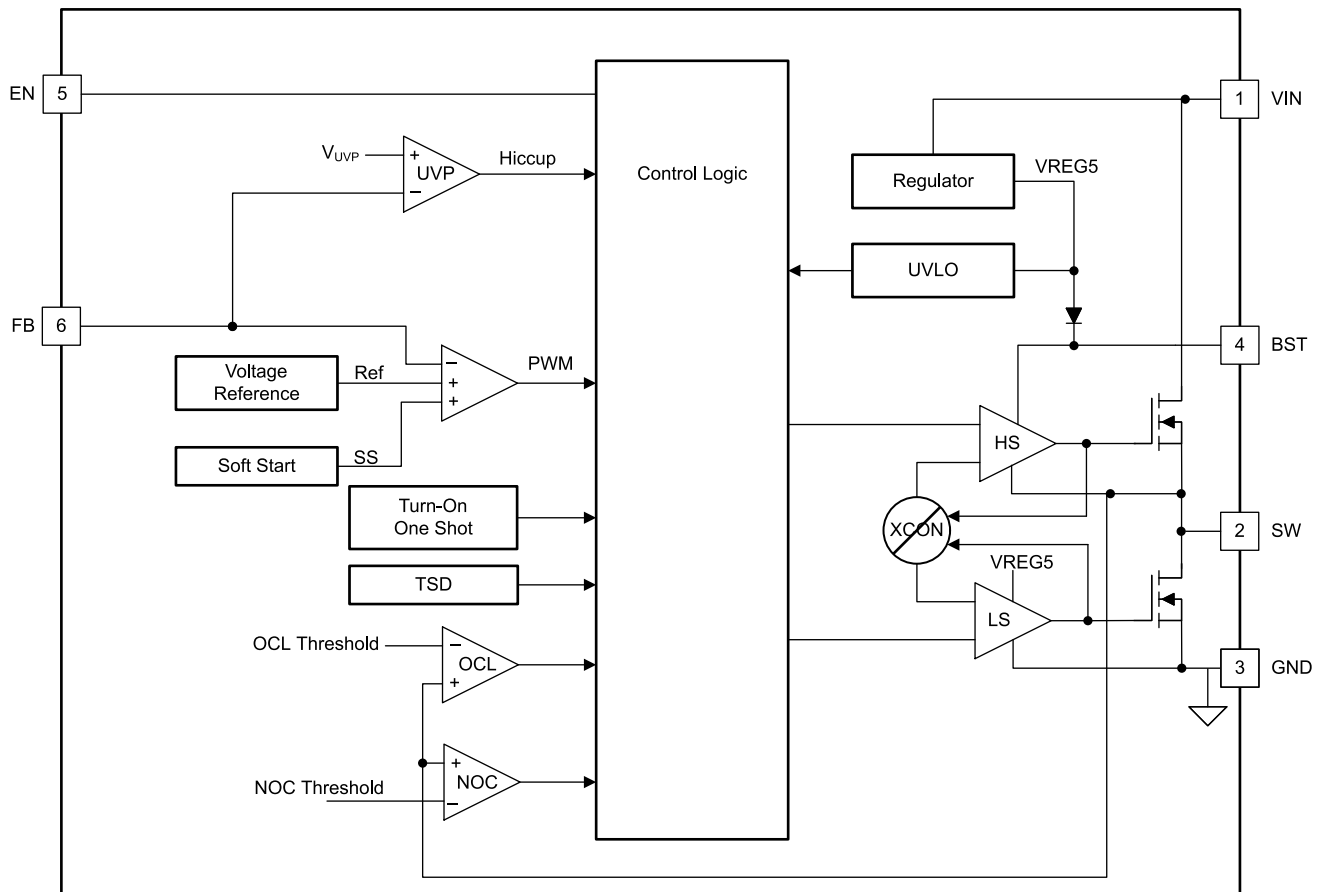 EN
5
1
VIN
VUVP
+
UVP
−
Hiccup
Control Logic
Regulator
VREG5
UVLO
FB
6
4
BST
Voltage
Reference
Ref
−
+
+
PWM
Soft Start
SS
HS
Turn-On
One Shot
XCON
2
SW
TSD
VREG5
LS
OCL Threshold
−
OCL
+
3
GND
NOC Threshold
+
NOC
−